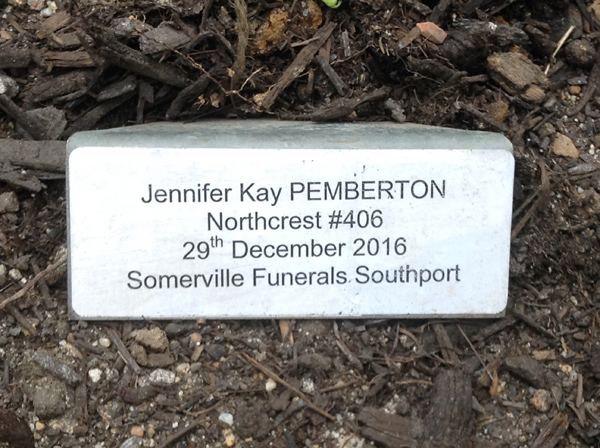 Jennifer Kay PEMBERTON
Northcrest #406
29th December 2016
Somerville Funerals Southport